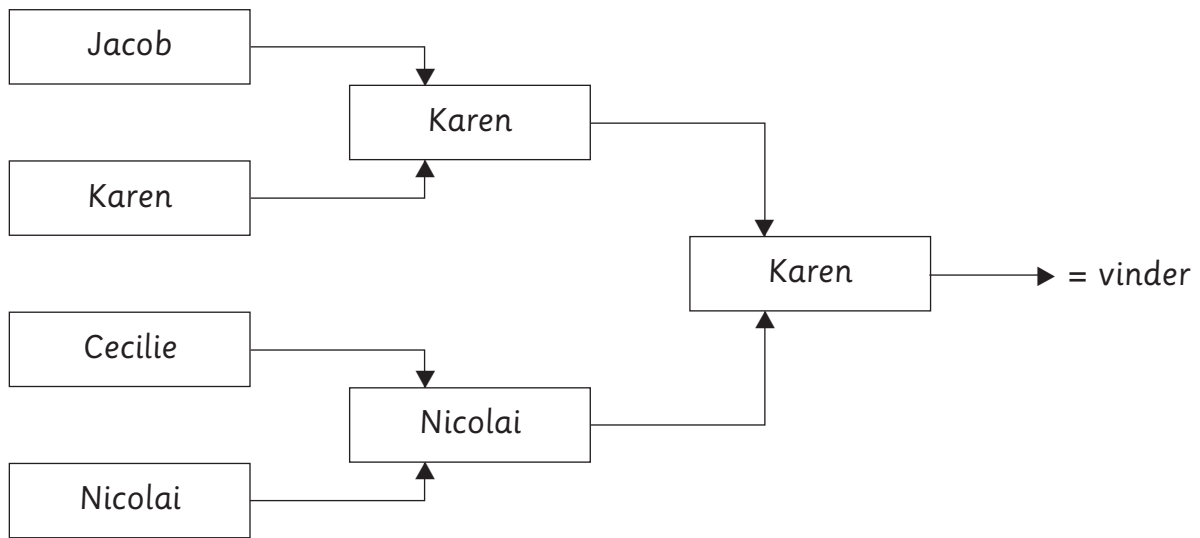 Jacob
Karen
Karen
Karen
= vinder
Cecilie
Nicolai
Nicolai